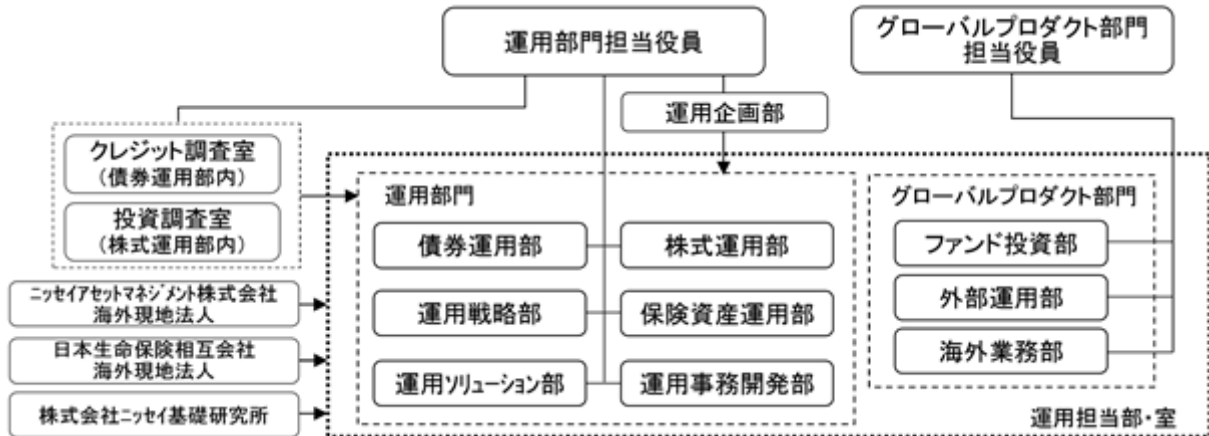 運用部門担当役員
グローバルプロダクト部門
担当役員
運用企画部
クレジット調査室
(債券運用部内)
投資調査室
(株式運用部内)
運用部門
債券運用部
株式運用部
運用戦略部
保険資産運用部
運用ソリューション部
運用事務開発部
グローバルプロダクト部門
ファンド投資部
外部運用部
海外業務部
ニッセイアセットマネジメント株式会社
海外現地法人
日本生命保険相互会社
海外現地法人
株式会社ニッセイ基礎研究所
運用担当部・室